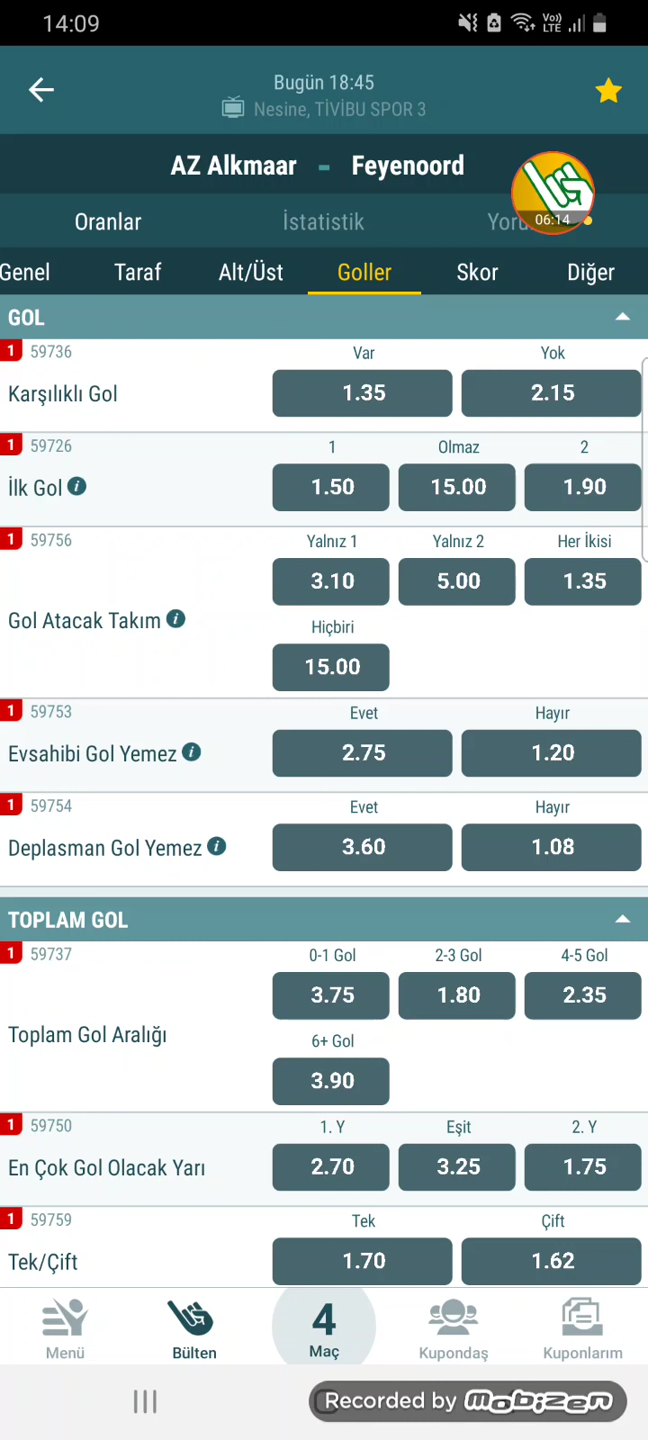 14:09
Vo))
LTE
Bugün 18:45
Nesine, TİVİBU SPOR 3
AZ Alkmaar - Feyenoord
06:14
Oranlar İstatistik Yoru
Genel Taraf Alt/Üst Goller Skor Diğer
GOL
1 59736 Var Yok
Karşılıklı Gol 1.35 2.15
1 59726 1 Olmaz 2
İlk Gol i 1.50 15.00 1.90
1 59756 Yalnız 1 Yalnız 2 Her İkisi
3.10 5.00 1.35
Gol Atacak Takım i
Hiçbiri
15.00
1 59753 Evet Hayır
Evsahibi Gol Yemez i 2.75 1.20
1 59754 Evet Hayır
Deplasman Gol Yemez i 3.60 1.08
TOPLAM GOL
1 59737 0-1 Gol 2-3 Gol 4-5 Gol
3.75 1.80 2.35
Toplam Gol Aralığı
6+ Gol
3.90
1 59750 1. Y Eşit 2. Y
En Çok Gol Olacak Yarı 2.70 3.25 1.75
1 59759 Tek Çift
Tek/Çift 1.70 1.62
4
Menü Bülten Maç Kupondaş Kuponlarım
Recorded by mobizen